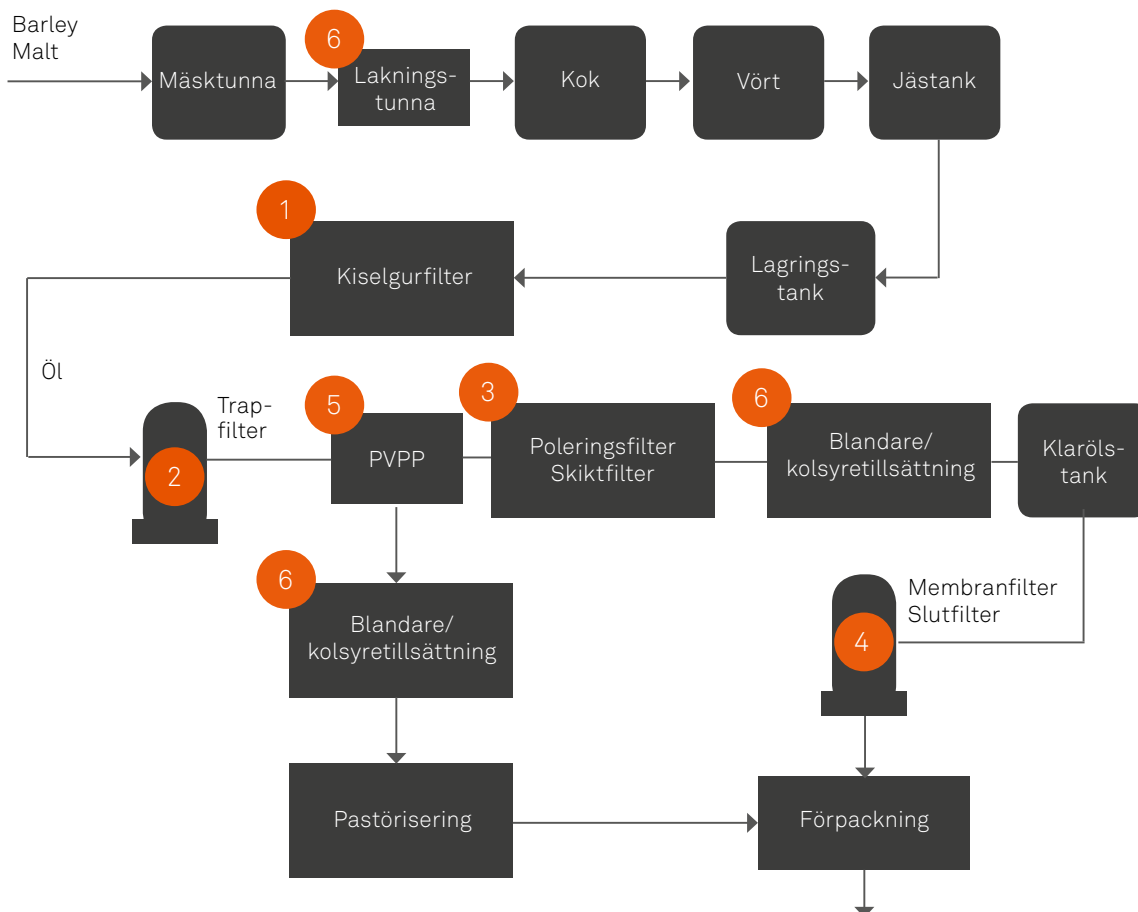 Barley
Malt
Mäsktunna
6
Laknings-
tunna
Kok
Vört
Jästank
1
Kiselgurfilter
Lagrings-
tank
Öl
Trap-
filter
2
5
PVPP
3
Poleringsfilter
Skiktfilter
6
Blandare/
kolsyretillsättning
Klaröls-
tank
6
Blandare/
kolsyretillsättning
Membranfilter
Slutfilter
4
Pastörisering
Förpackning